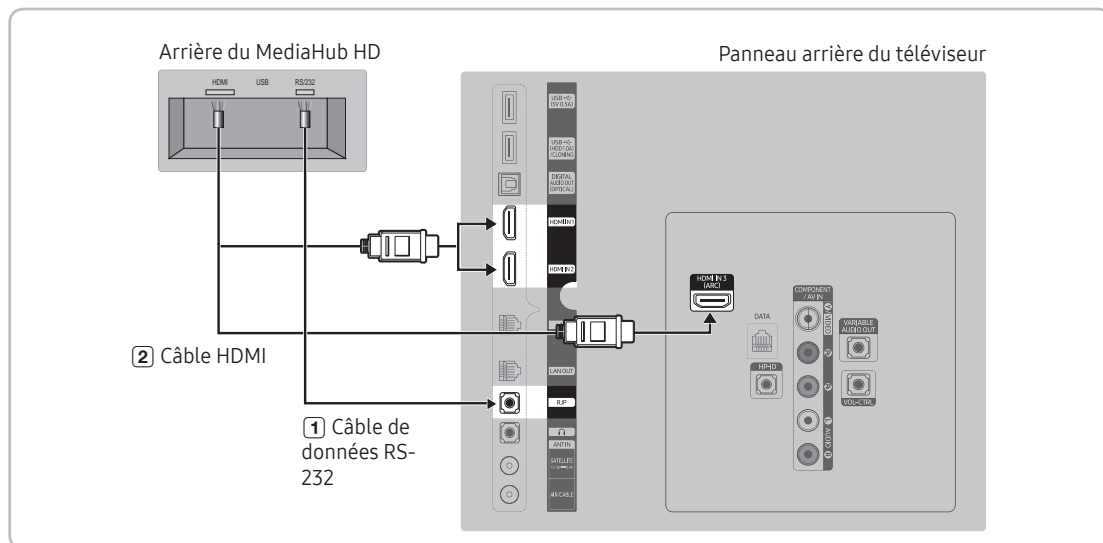 Arrière du MediaHub HD
HDMI USB RS/232
Panneau arrière du téléviseur
USB
(5V 0.5A)
USB
(HDD 1.0A)
/CLONING
DIGITAL
AUDIO OUT
(OPTICAL)
HDMI IN 1
HDMI IN 2
HDMI IN 3
(ARC)
COMPONENT
/ AV IN
VIDEO
AUDIO
DATA
VARIABLE
AUDIO OUT
HP-ID
VOL-CTRL
2 Câble HDMI
LAN OUT
RJP
1 Câble de
données RS-
232
ANT IN
SATELLITE
AIR/CABLE